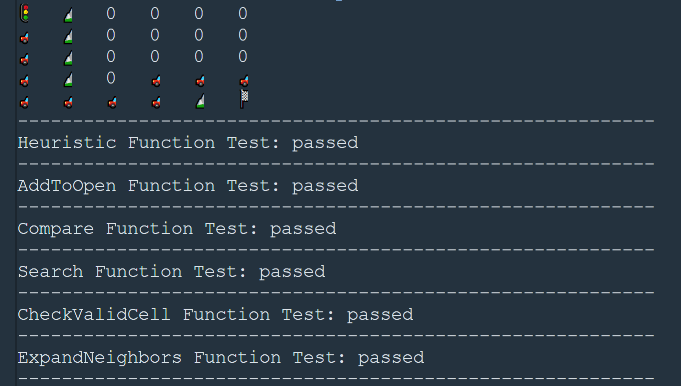 🚦 ⛰️ 0 0 0 0
🚗 ⛰️ 0 0 0 0
🚗 ⛰️ 0 0 0 0
🚗 ⛰️ 0 🚗 🚗 🚗
🚗 🚗 🚗 🚗 ⛰️ 🏁
----------------------------------------------------------
Heuristic Function Test: passed
----------------------------------------------------------
AddToOpen Function Test: passed
----------------------------------------------------------
Compare Function Test: passed
----------------------------------------------------------
Search Function Test: passed
----------------------------------------------------------
CheckValidCell Function Test: passed
----------------------------------------------------------
ExpandNeighbors Function Test: passed
----------------------------------------------------------